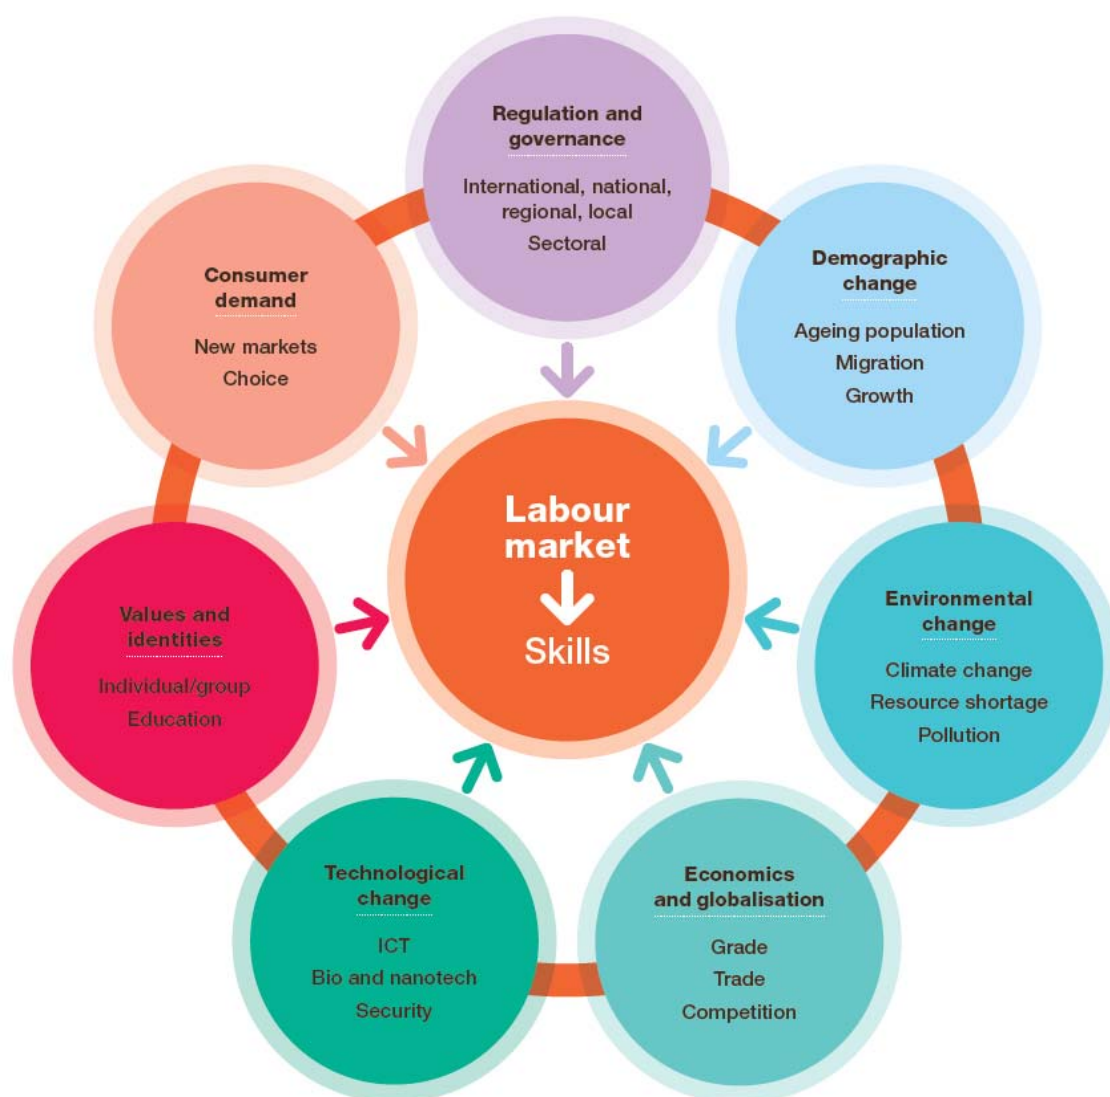 Regulation and
governance
International, national,
regional, local
Sectoral
Demographic
change
Ageing population
Migration
Growth
Environmental
change
Climate change
Resource shortage
Pollution
Economics
and globalisation
Grade
Trade
Competition
Technological
change
ICT
Bio and nanotech
Security
Values and
identities
Individual/group
Education
Consumer
demand
New markets
Choice
Labour
market
Skills